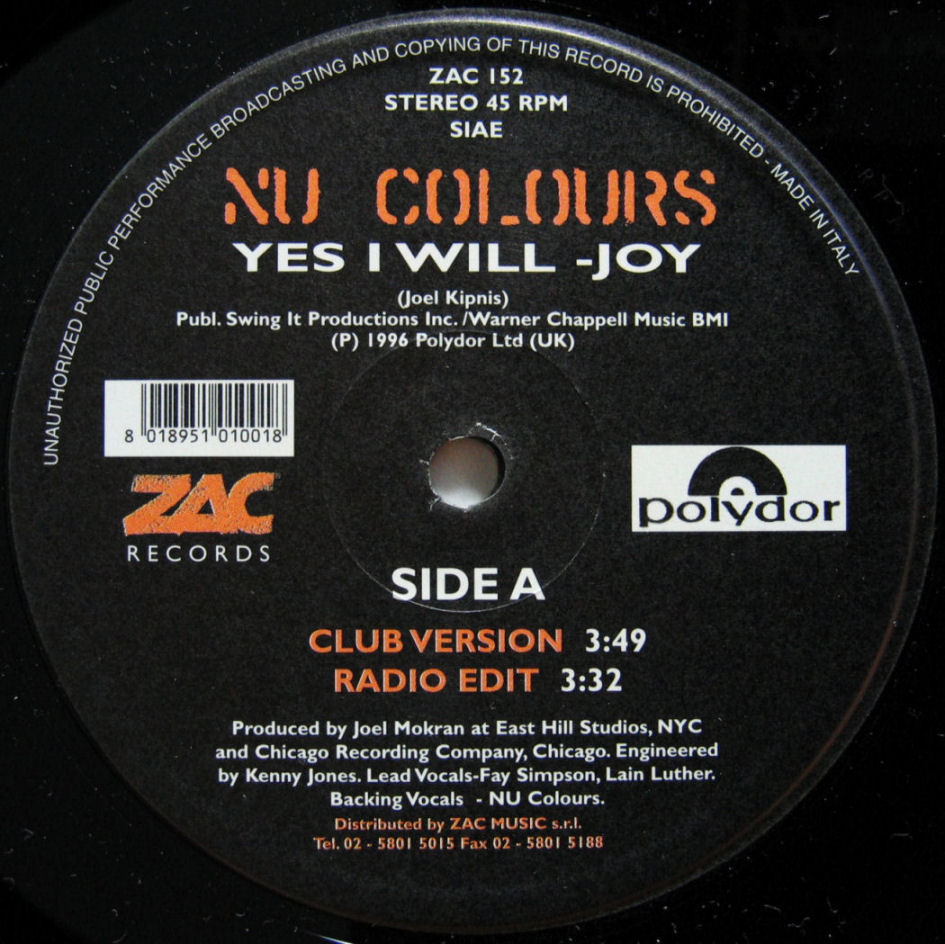 UNAUTHORIZED PUBLIC PERFORMANCE BROADCASTING AND COPYING OF THIS RECORD IS PROHIBITED - MADE IN ITALY
ZAC 152
STEREO 45 RPM
SIAE
NU COLOURS
YES I WILL -JOY
(Joel Kipnis)
Publ. Swing It Productions Inc. /Warner Chappell Music BMI
(P) 1996 Polydor Ltd (UK)
8 018951 010018
ZAC
RECORDS
polydor
SIDE A
CLUB VERSION 3:49
RADIO EDIT 3:32
Produced by Joel Mokran at East Hill Studios, NYC
and Chicago Recording Company, Chicago. Engineered
by Kenny Jones. Lead Vocals-Fay Simpson, Lain Luther.
Backing Vocals - NU Colours.
Distributed by ZAC MUSIC s.r.l.
Tel. 02 - 5801 5015 Fax 02 - 5801 5188